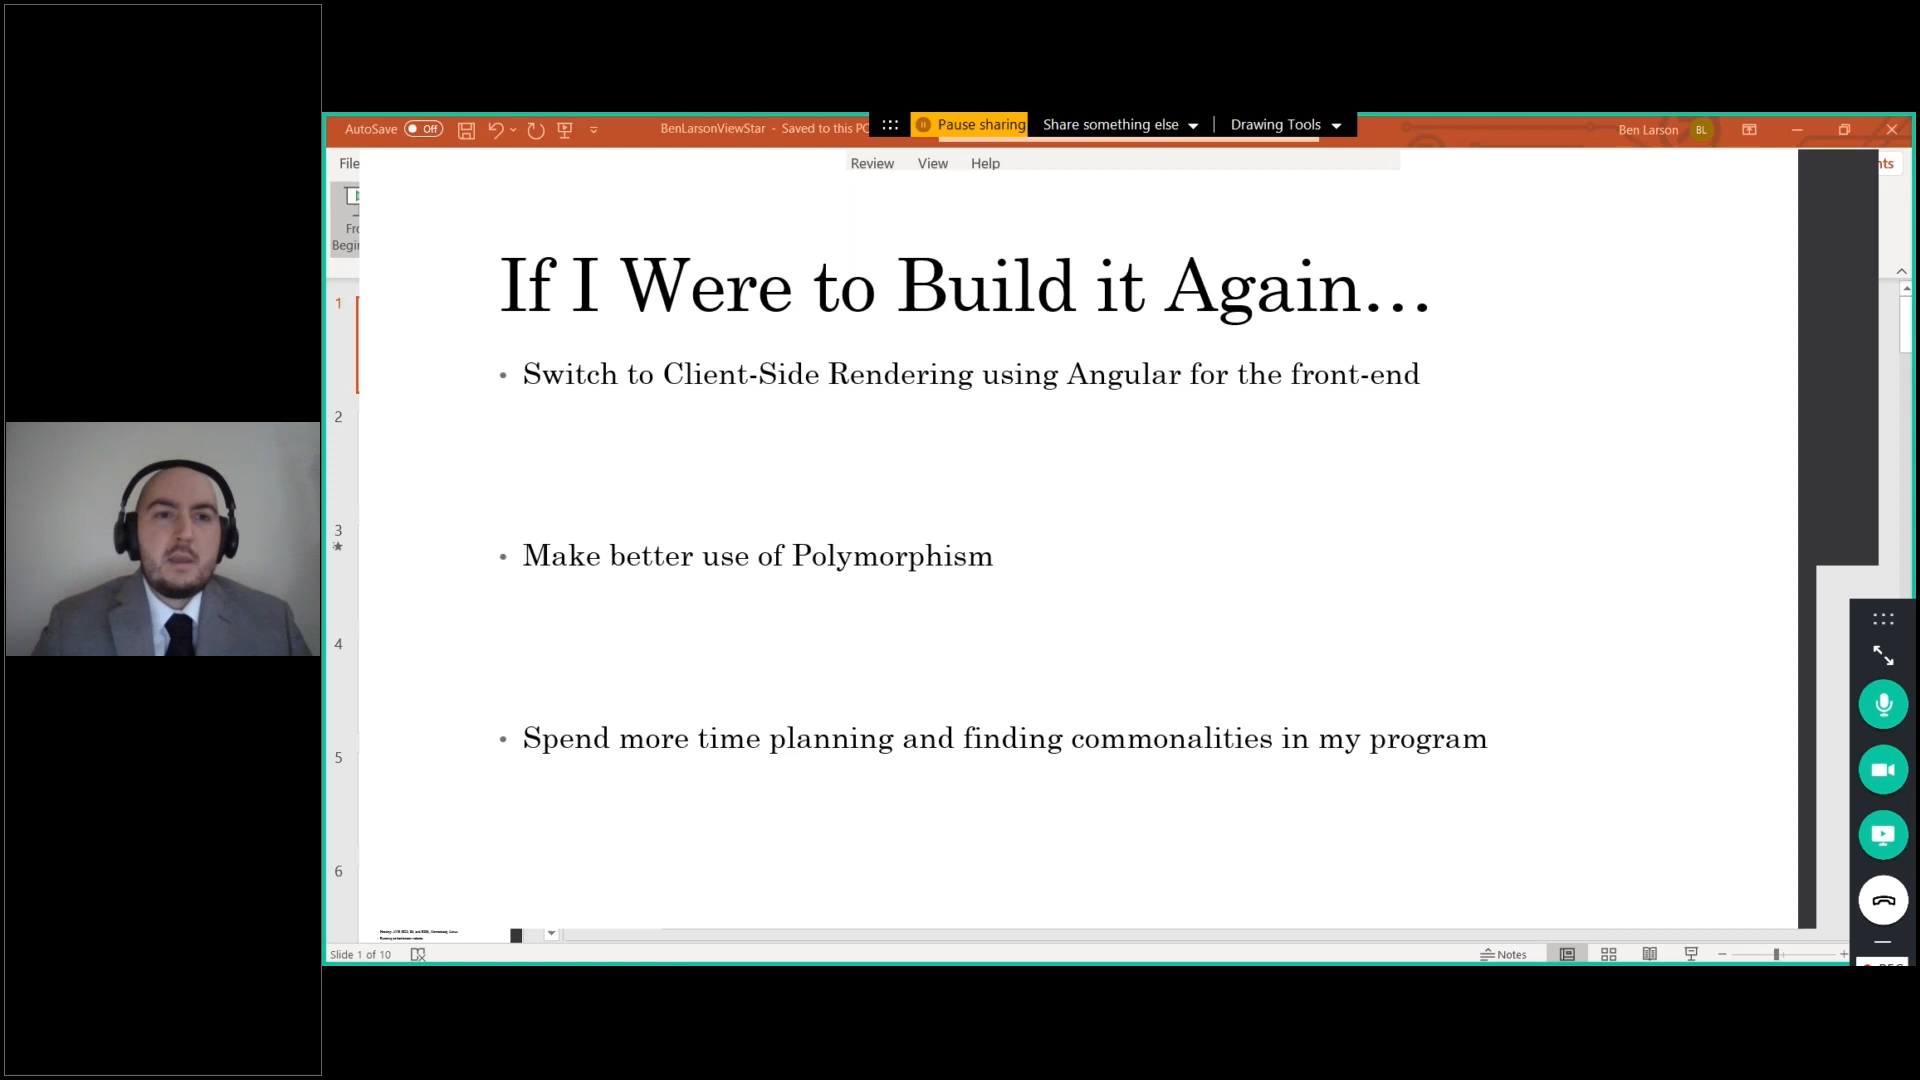 AutoSave Off
BenLarsonViewStar - Saved to this PC
Pause sharing
Share something else
Drawing Tools
Ben Larson BL
File
Review View Help
nts
Fro
Begin
1
If I Were to Build it Again...
• Switch to Client-Side Rendering using Angular for the front-end
2
3
• Make better use of Polymorphism
4
• Spend more time planning and finding commonalities in my program
5
6
Slide 1 of 10
Notes